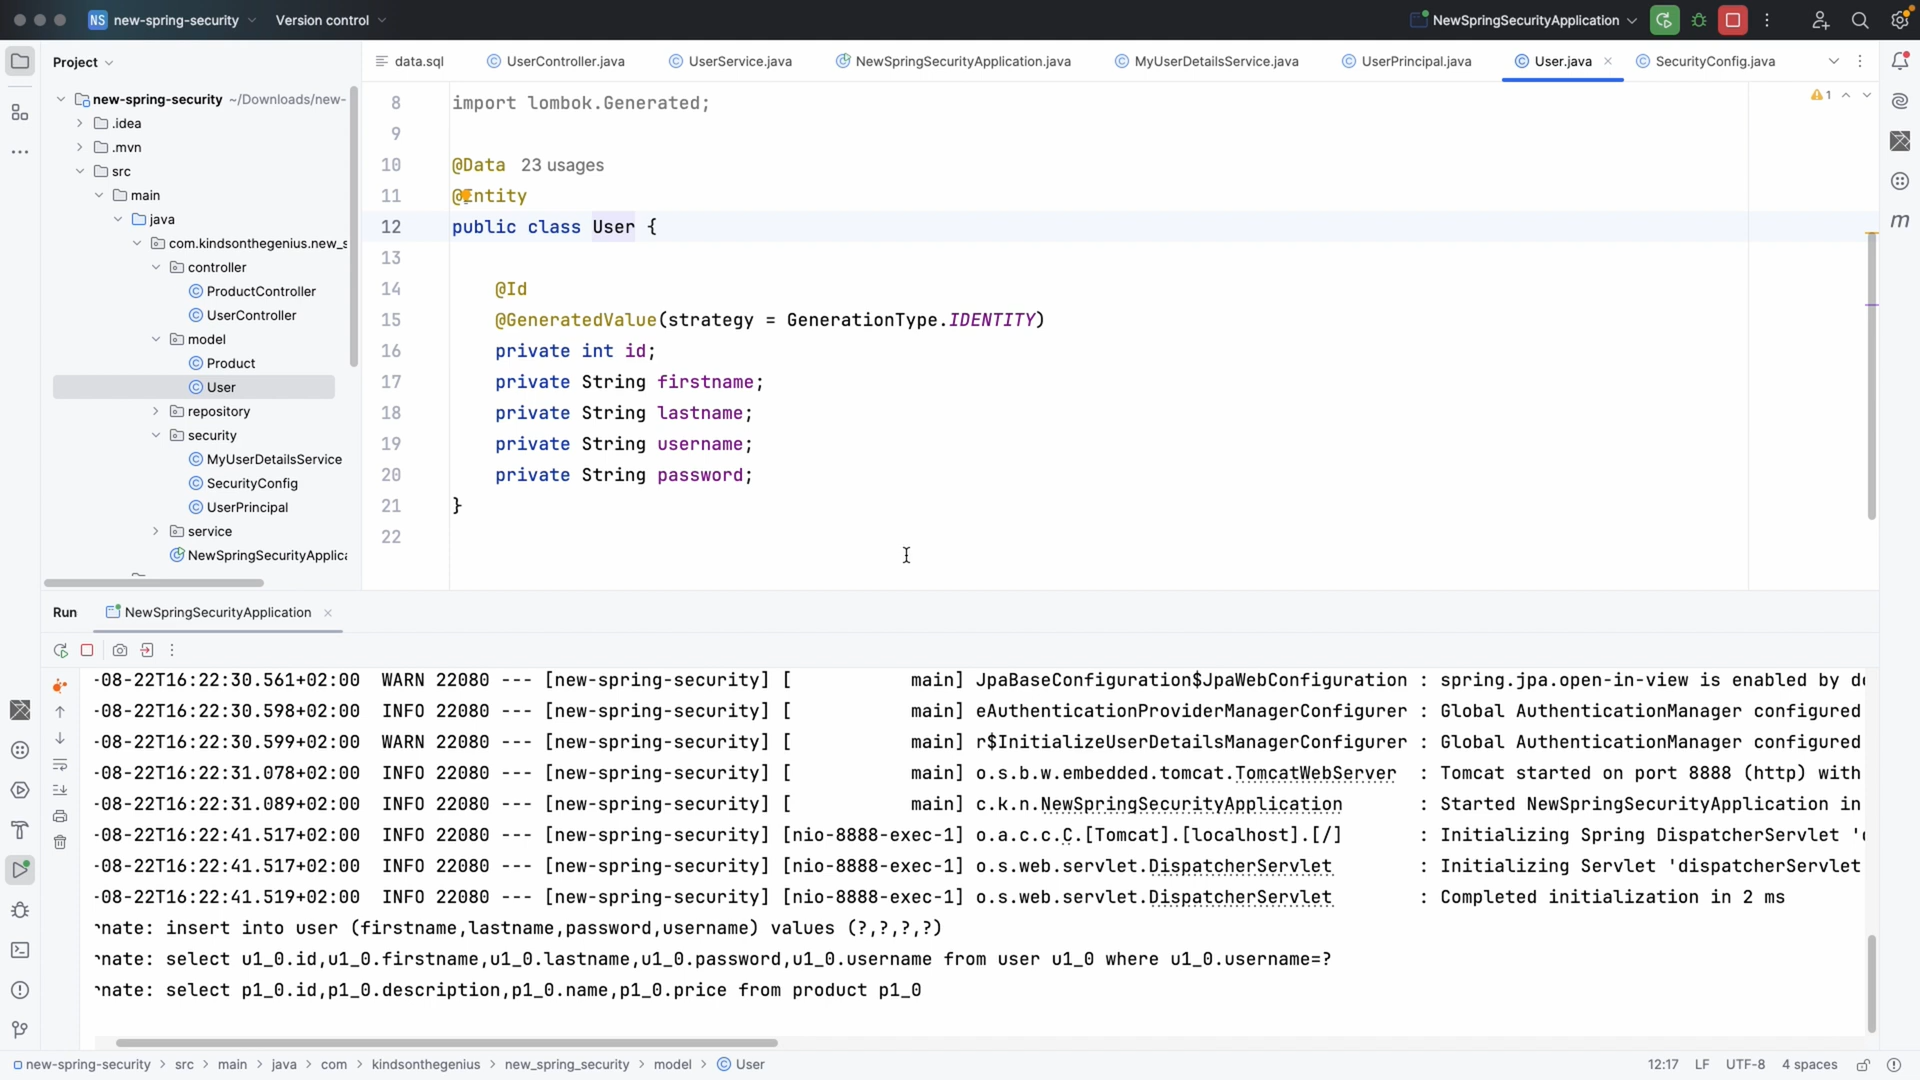 NS new-spring-security Version control NewSpringSecurityApplication
Project
new-spring-security ~/Downloads/new-
.idea
.mvn
src
main
java
com.kindsonthegenius.new_s
controller
ProductController
UserController
model
Product
User
repository
security
MyUserDetailsService
SecurityConfig
UserPrincipal
service
NewSpringSecurityApplica
data.sql UserController.java UserService.java NewSpringSecurityApplication.java MyUserDetailsService.java UserPrincipal.java User.java SecurityConfig.java
1
8 import lombok.Generated;
9
10 @Data 23 usages
11 @Entity
12 public class User {
13
14 @Id
15 @GeneratedValue(strategy = GenerationType.IDENTITY)
16 private int id;
17 private String firstname;
18 private String lastname;
19 private String username;
20 private String password;
21 }
22
m
Run NewSpringSecurityApplication
-08-22T16:22:30.561+02:00 WARN 22080 --- [new-spring-security] [ main] JpaBaseConfiguration$JpaWebConfiguration : spring.jpa.open-in-view is enabled by de
-08-22T16:22:30.598+02:00 INFO 22080 --- [new-spring-security] [ main] eAuthenticationProviderManagerConfigurer : Global AuthenticationManager configured
-08-22T16:22:30.599+02:00 WARN 22080 --- [new-spring-security] [ main] r$InitializeUserDetailsManagerConfigurer : Global AuthenticationManager configured
-08-22T16:22:31.078+02:00 INFO 22080 --- [new-spring-security] [ main] o.s.b.w.embedded.tomcat.TomcatWebServer : Tomcat started on port 8888 (http) with
-08-22T16:22:31.089+02:00 INFO 22080 --- [new-spring-security] [ main] c.k.n.NewSpringSecurityApplication : Started NewSpringSecurityApplication in
-08-22T16:22:41.517+02:00 INFO 22080 --- [new-spring-security] [nio-8888-exec-1] o.a.c.c.C.[Tomcat].[localhost].[/] : Initializing Spring DispatcherServlet 'd
-08-22T16:22:41.517+02:00 INFO 22080 --- [new-spring-security] [nio-8888-exec-1] o.s.web.servlet.DispatcherServlet : Initializing Servlet 'dispatcherServlet
-08-22T16:22:41.519+02:00 INFO 22080 --- [new-spring-security] [nio-8888-exec-1] o.s.web.servlet.DispatcherServlet : Completed initialization in 2 ms
rnate: insert into user (firstname,lastname,password,username) values (?,?,?,?)
rnate: select u1_0.id,u1_0.firstname,u1_0.lastname,u1_0.password,u1_0.username from user u1_0 where u1_0.username=?
rnate: select p1_0.id,p1_0.description,p1_0.name,p1_0.price from product p1_0
new-spring-security > src > main > java > com > kindsonthegenius > new_spring_security > model > User 12:17 LF UTF-8 4 spaces